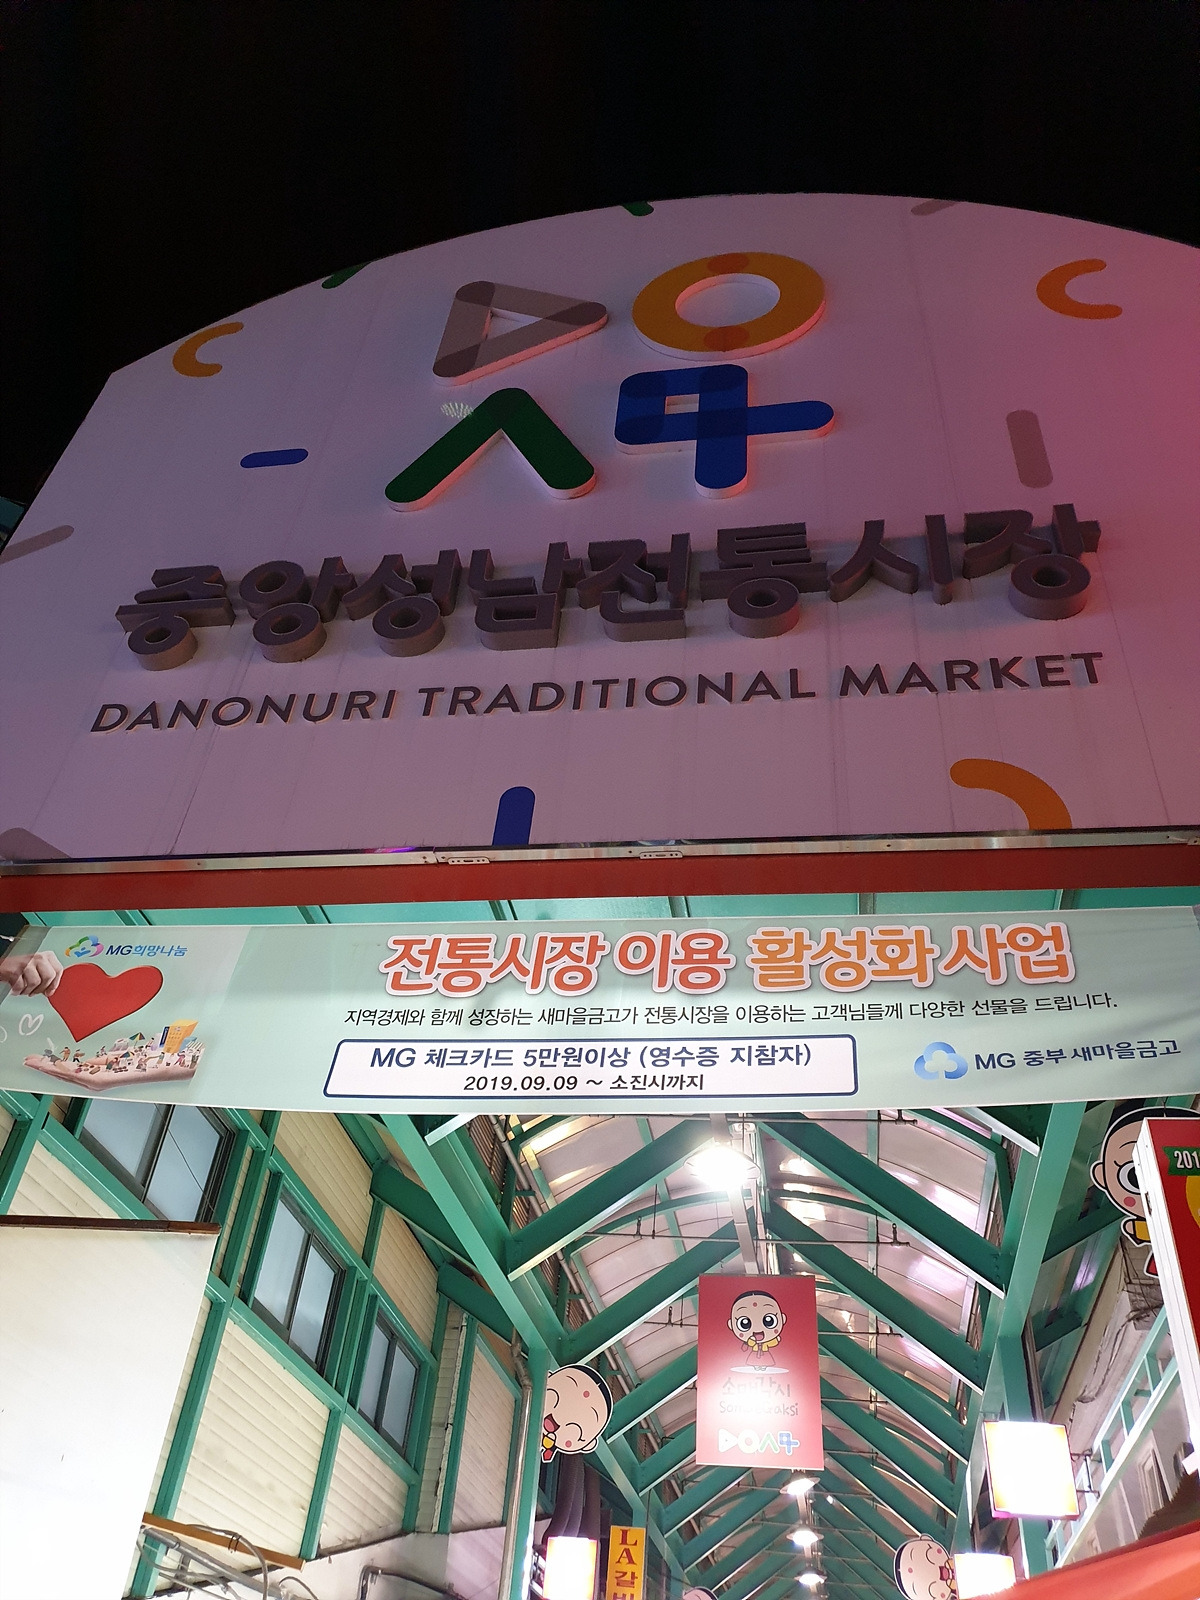 중앙성남전통시장
DANONURI TRADITIONAL MARKET
MG희망나눔
전통시장 이용 활성화 사업
지역경제와 함께 성장하는 새마을금고가 전통시장을 이용하는 고객님들께 다양한 선물을 드립니다.
MG 체크카드 5만원이상 (영수증 지참자)
2019.09.09 ~ 소진시까지
MG 중부새마을금고
LA갈비